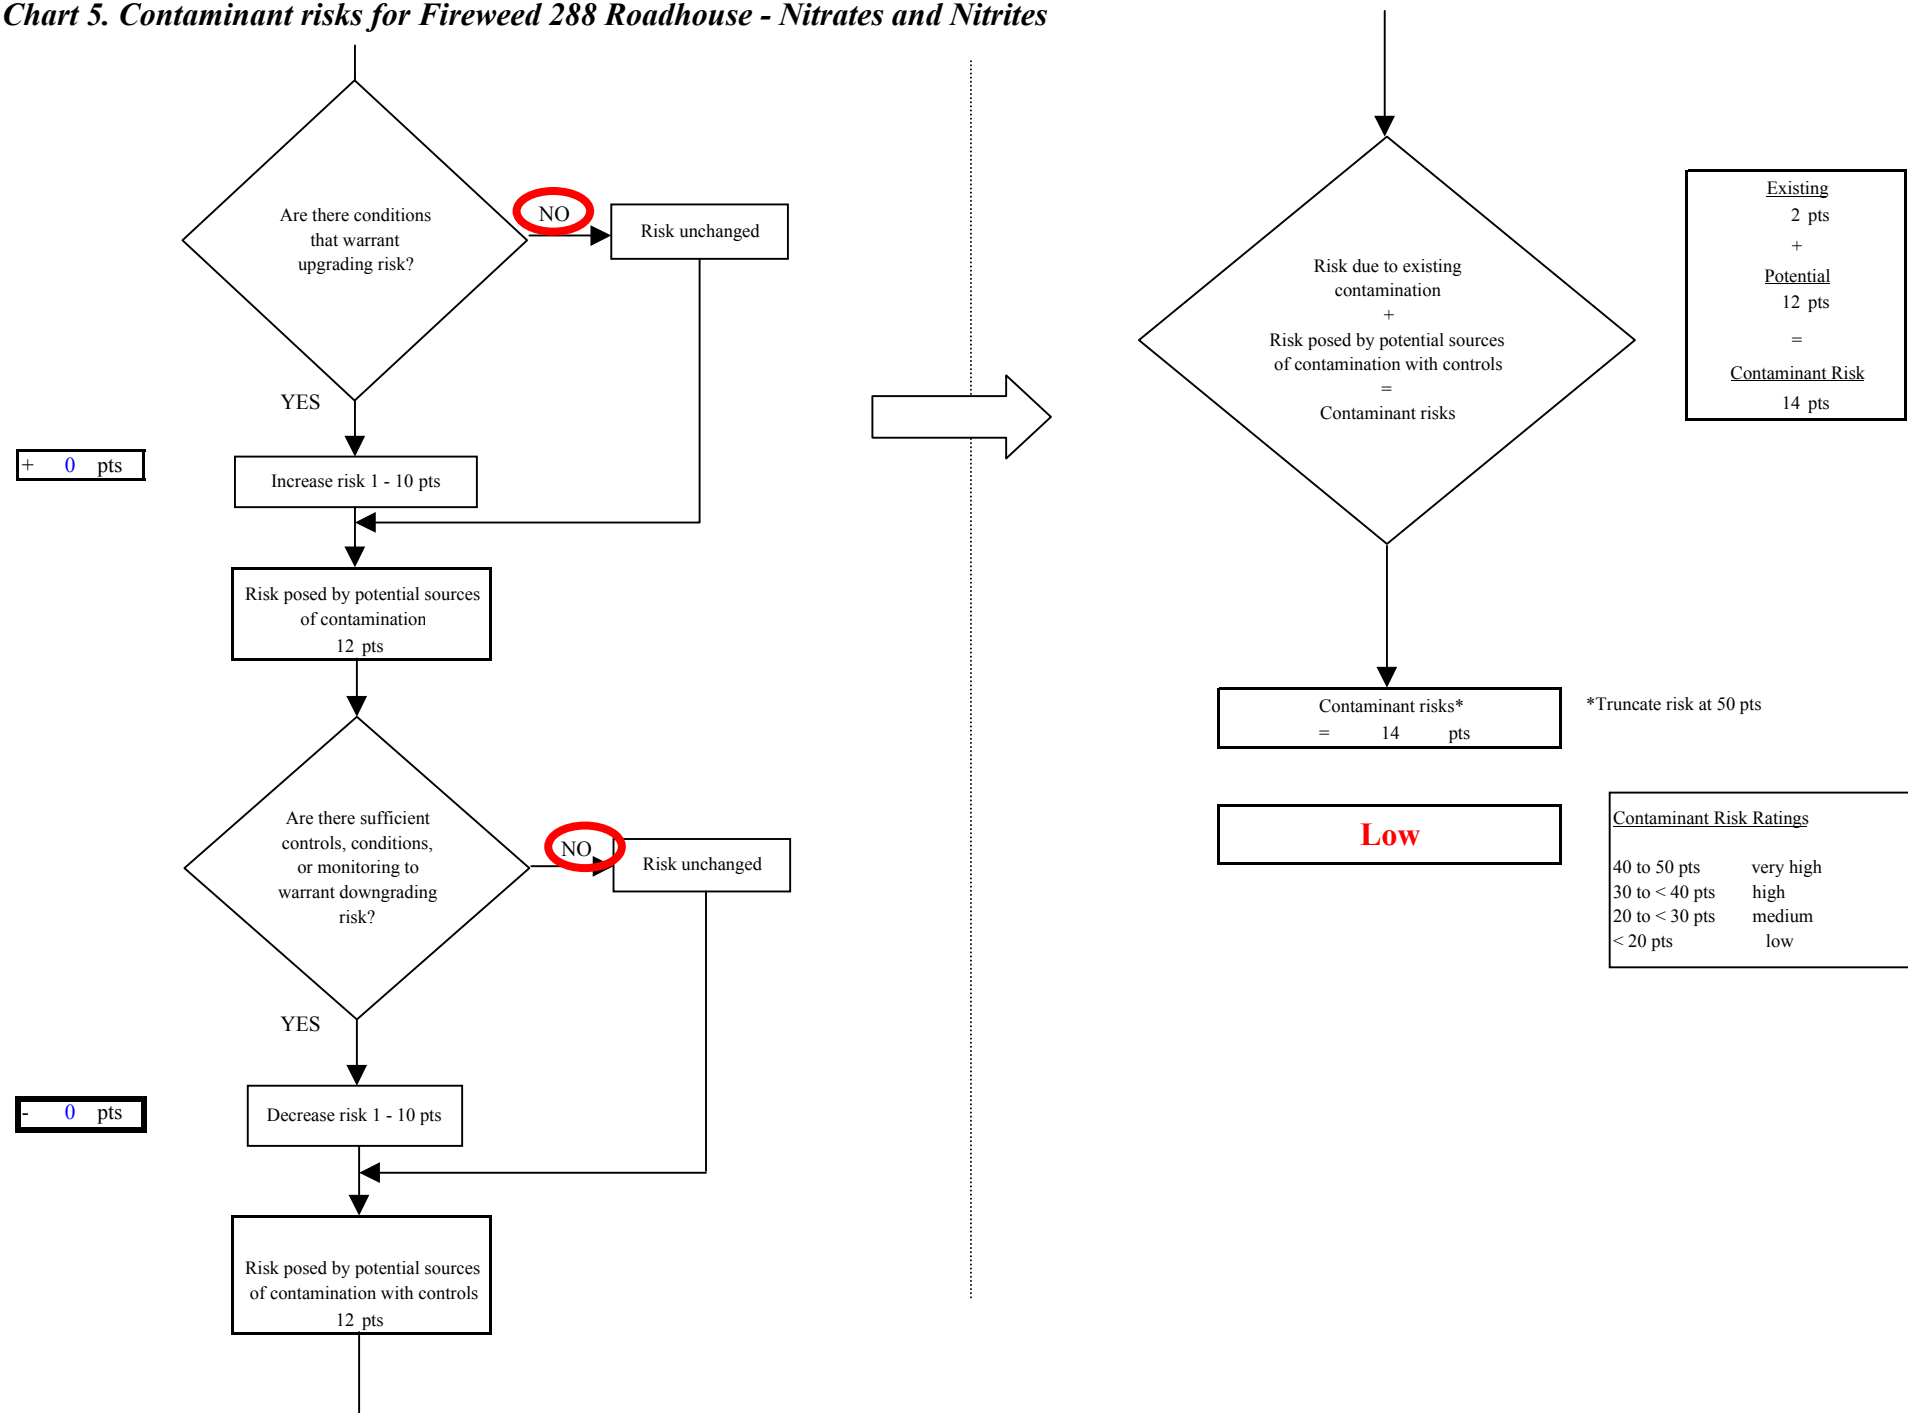 Chart 5. Contaminant risks for Fireweed 288 Roadhouse - Nitrates and Nitrites
Are there conditions
that warrant
upgrading risk?
NO
Risk unchanged
YES
+ 0 pts
Increase risk 1 - 10 pts
Risk posed by potential sources
of contamination
12 pts
Are there sufficient
controls, conditions,
or monitoring to
warrant downgrading
risk?
NO
Risk unchanged
YES
- 0 pts
Decrease risk 1 - 10 pts
Risk posed by potential sources
of contamination with controls
12 pts
Risk due to existing
contamination
+
Risk posed by potential sources
of contamination with controls
=
Contaminant risks
Existing
2 pts
+
Potential
12 pts
=
Contaminant Risk
14 pts
Contaminant risks*
= 14 pts
*Truncate risk at 50 pts
Low
Contaminant Risk Ratings
40 to 50 pts very high
30 to < 40 pts high
20 to < 30 pts medium
< 20 pts low